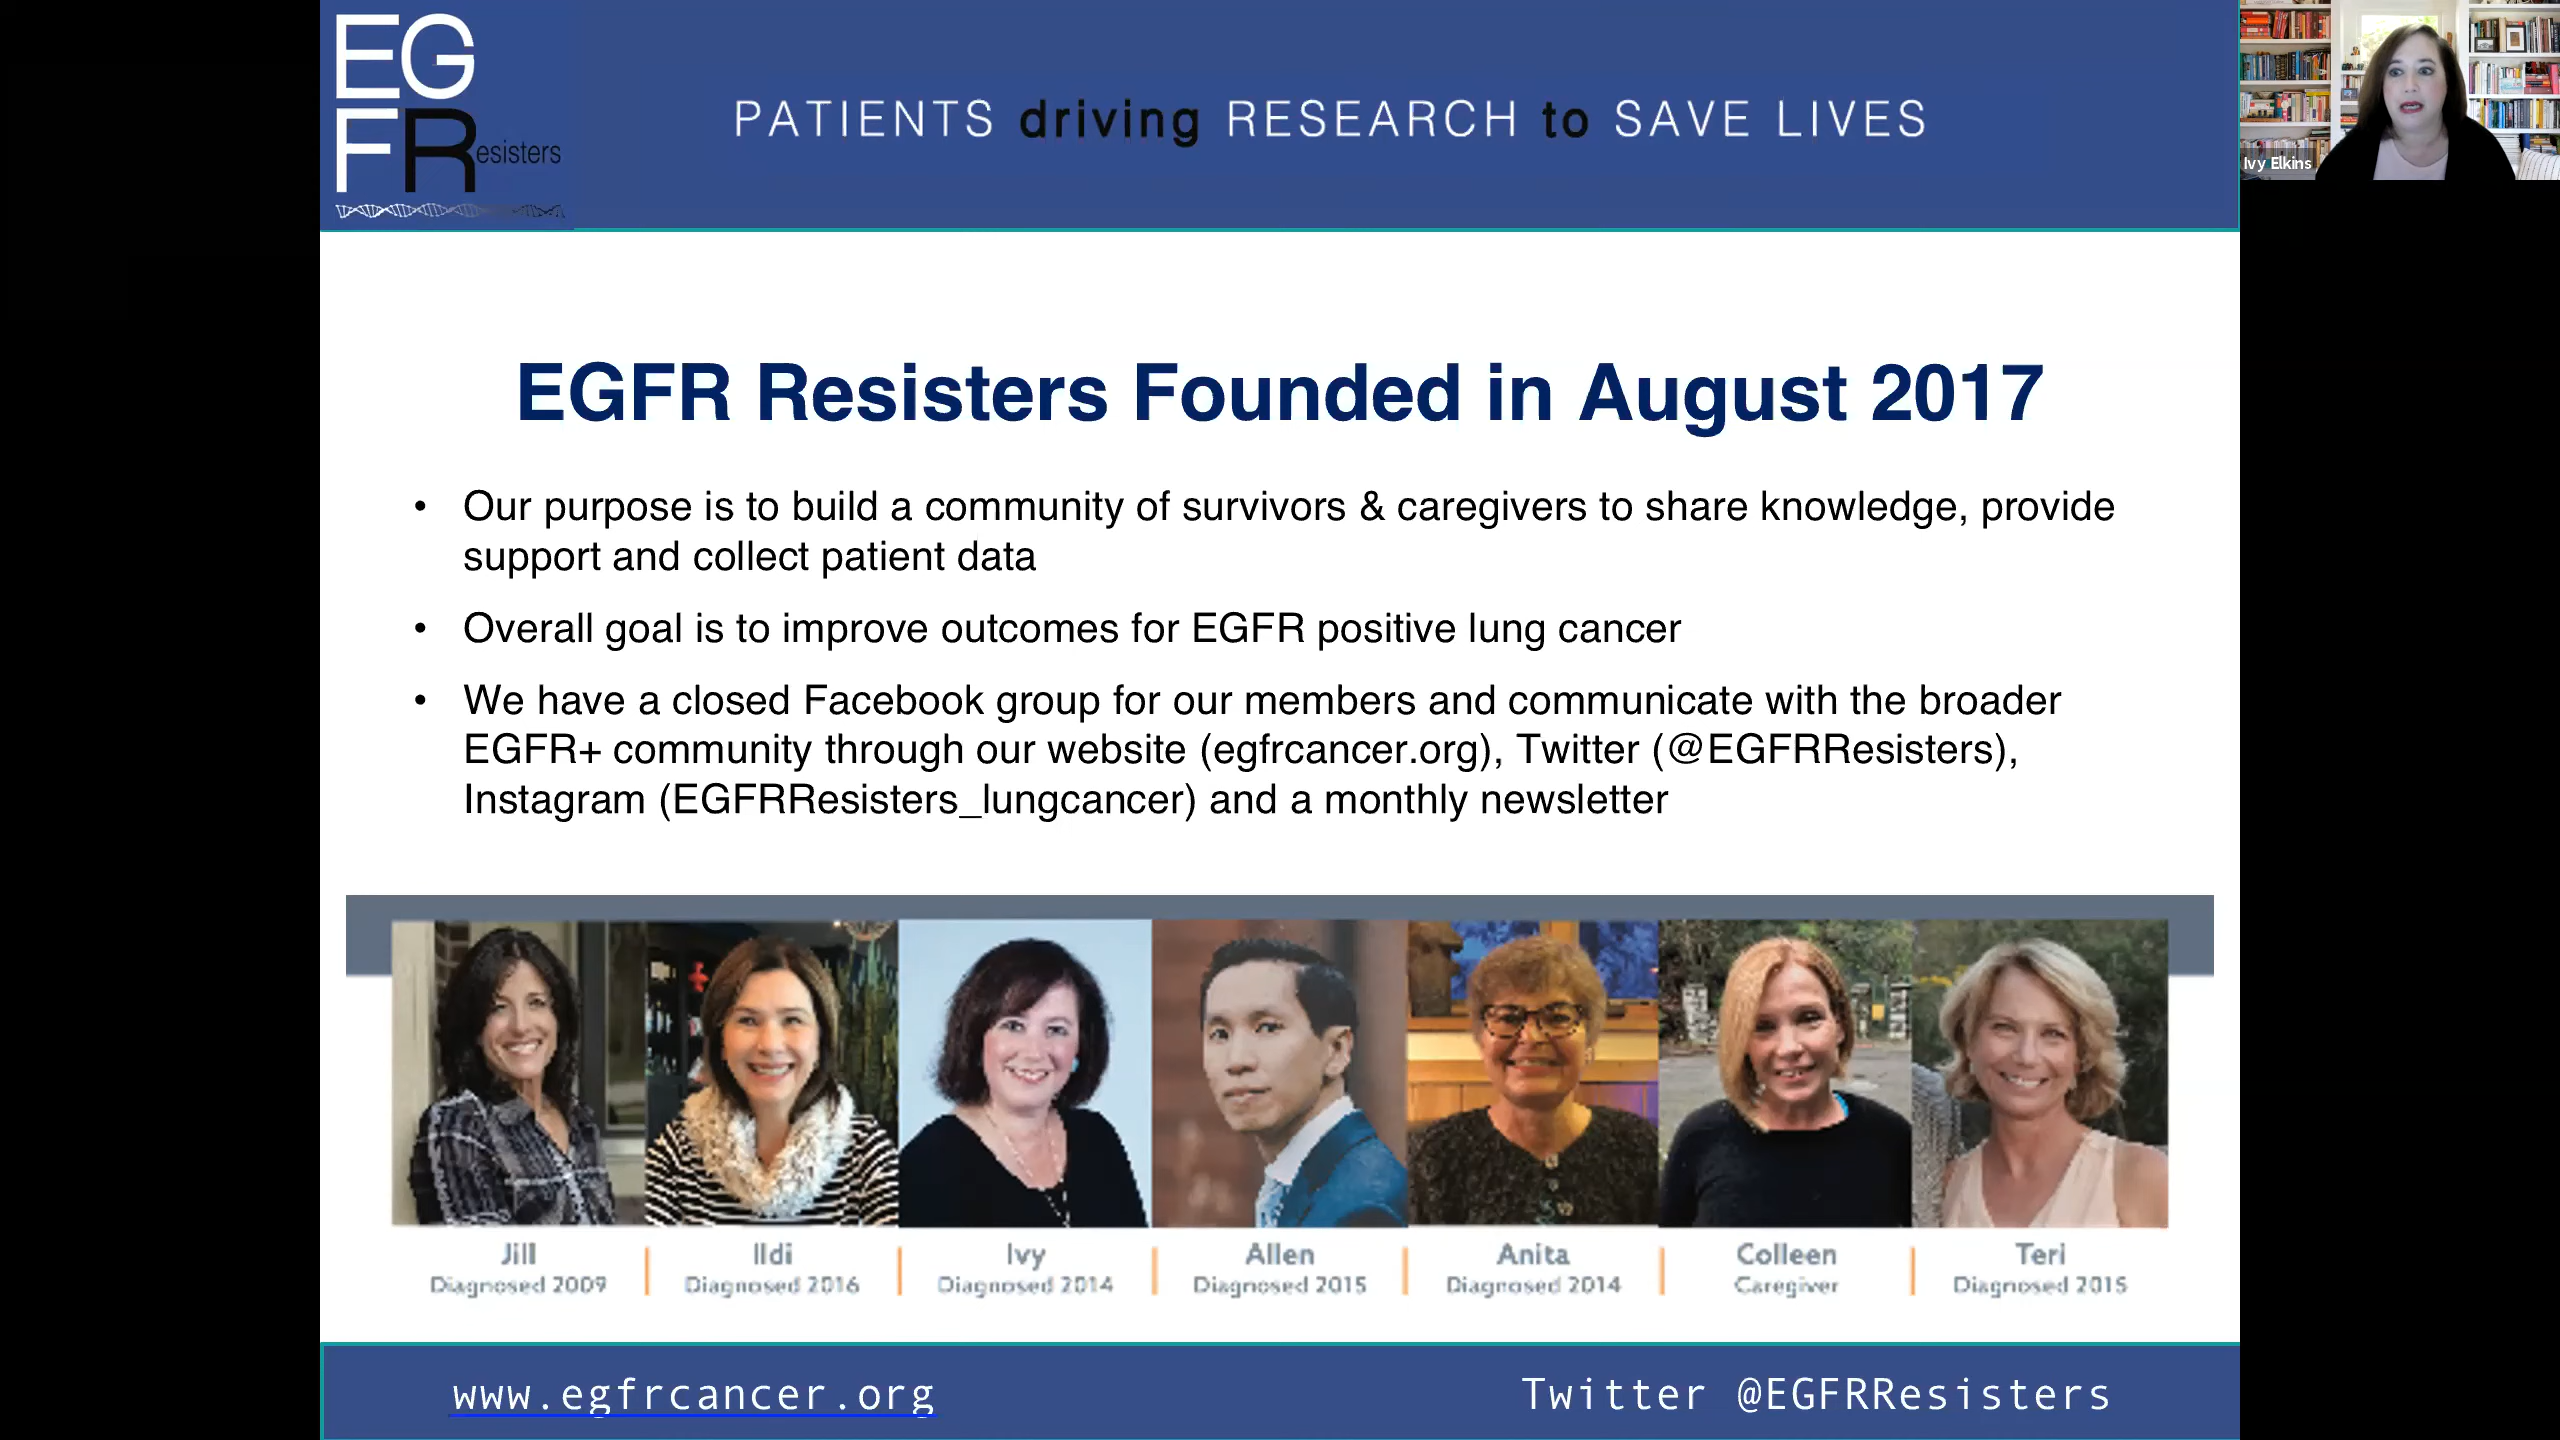 EG
FResisters
PATIENTS driving RESEARCH to SAVE LIVES
Ivy Elkins
EGFR Resisters Founded in August 2017
• Our purpose is to build a community of survivors & caregivers to share knowledge, provide
support and collect patient data
• Overall goal is to improve outcomes for EGFR positive lung cancer
• We have a closed Facebook group for our members and communicate with the broader
EGFR+ community through our website (egfrcancer.org), Twitter (@EGFRResisters),
Instagram (EGFRResisters_lungcancer) and a monthly newsletter
Jill
Diagnosed 2009
Ildi
Diagnosed 2016
Ivy
Diagnosed 2014
Allen
Diagnosed 2015
Anita
Diagnosed 2014
Colleen
Caregiver
Teri
Diagnosed 2015
www.egfrcancer.org
Twitter @EGFRResisters